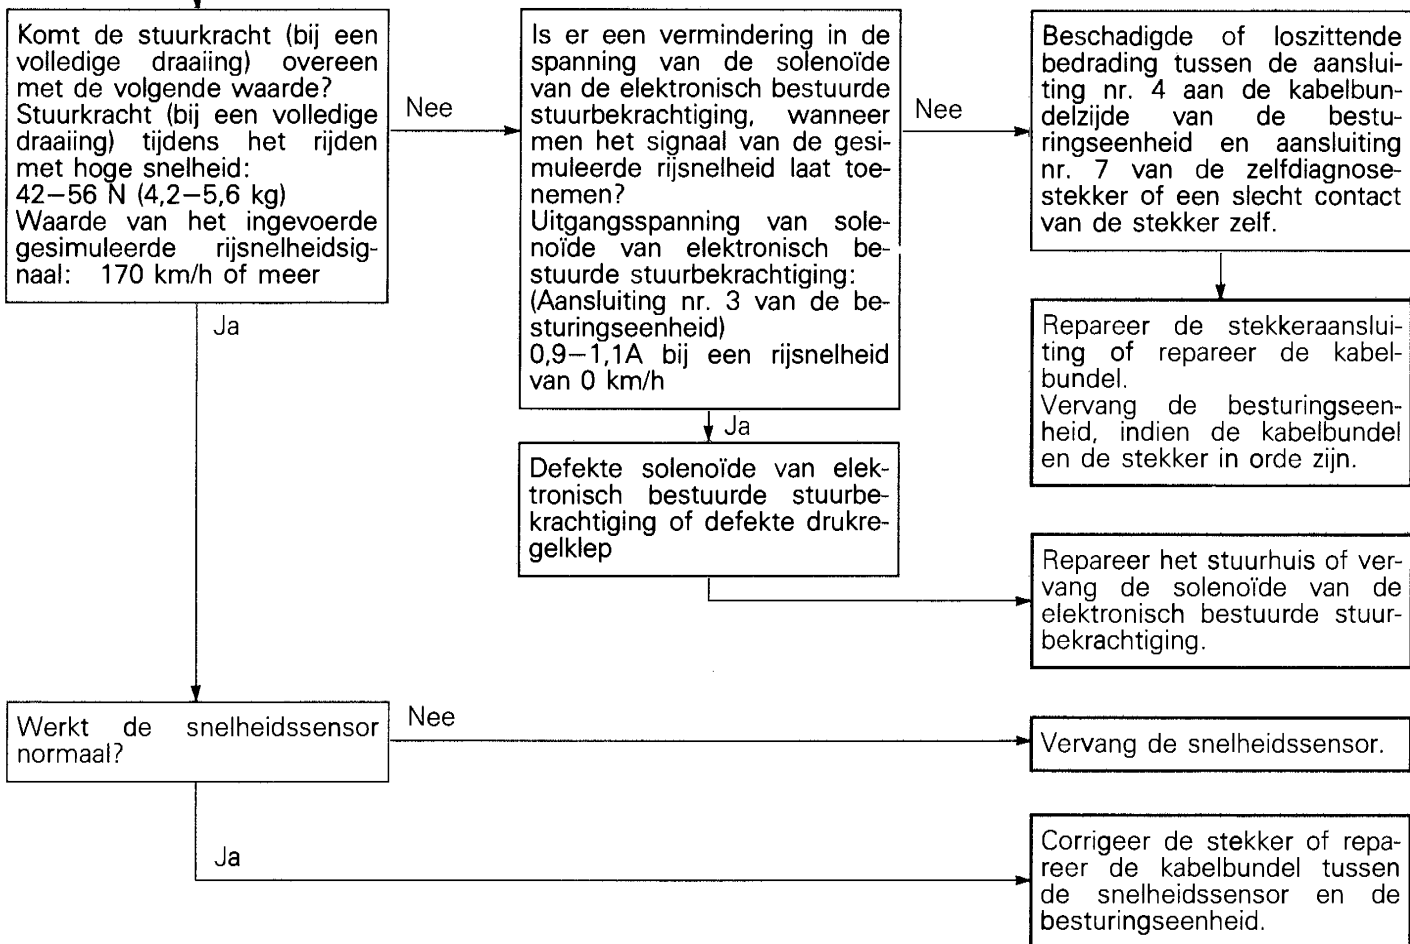 Komt de stuurkracht (bij een
volledige draaiing) overeen
met de volgende waarde?
Stuurkracht (bij een volledige
draaiing) tijdens het rijden
met hoge snelheid:
42–56 N (4,2–5,6 kg)
Waarde van het ingevoerde
gesimuleerde rijsnelheidsig-
naal: 170 km/h of meer
Nee
Is er een vermindering in de
spanning van de solenoïde
van de elektronisch bestuurde
stuurbekrachtiging, wanneer
men het signaal van de gesi-
muleerde rijsnelheid laat toe-
nemen?
Uitgangsspanning van sole-
noïde van elektronisch be-
stuurde stuurbekrachtiging:
(Aansluiting nr. 3 van de be-
sturingseenheid)
0,9–1,1A bij een rijsnelheid
van 0 km/h
Nee
Beschadigde of loszittende
bedrading tussen de aanslui-
ting nr. 4 aan de kabelbun-
delzijde van de bestu-
ringseenheid en aansluiting
nr. 7 van de zelfdiagnose-
stekker of een slecht contact
van de stekker zelf.
Repareer de stekkeraanslui-
ting of repareer de kabel-
bundel.
Vervang de besturingseen-
heid, indien de kabelbundel
en de stekker in orde zijn.
Ja
Ja
Defekte solenoïde van elek-
tronisch bestuurde stuurbe-
krachtiging of defekte drukre-
gelklep
Repareer het stuurhuis of ver-
vang de solenoïde van de
elektronisch bestuurde stuur-
bekrachtiging.
Werkt de snelheidssensor
normaal?
Nee
Vervang de snelheidssensor.
Ja
Corrigeer de stekker of repa-
reer de kabelbundel tussen
de snelheidssensor en de
besturingseenheid.